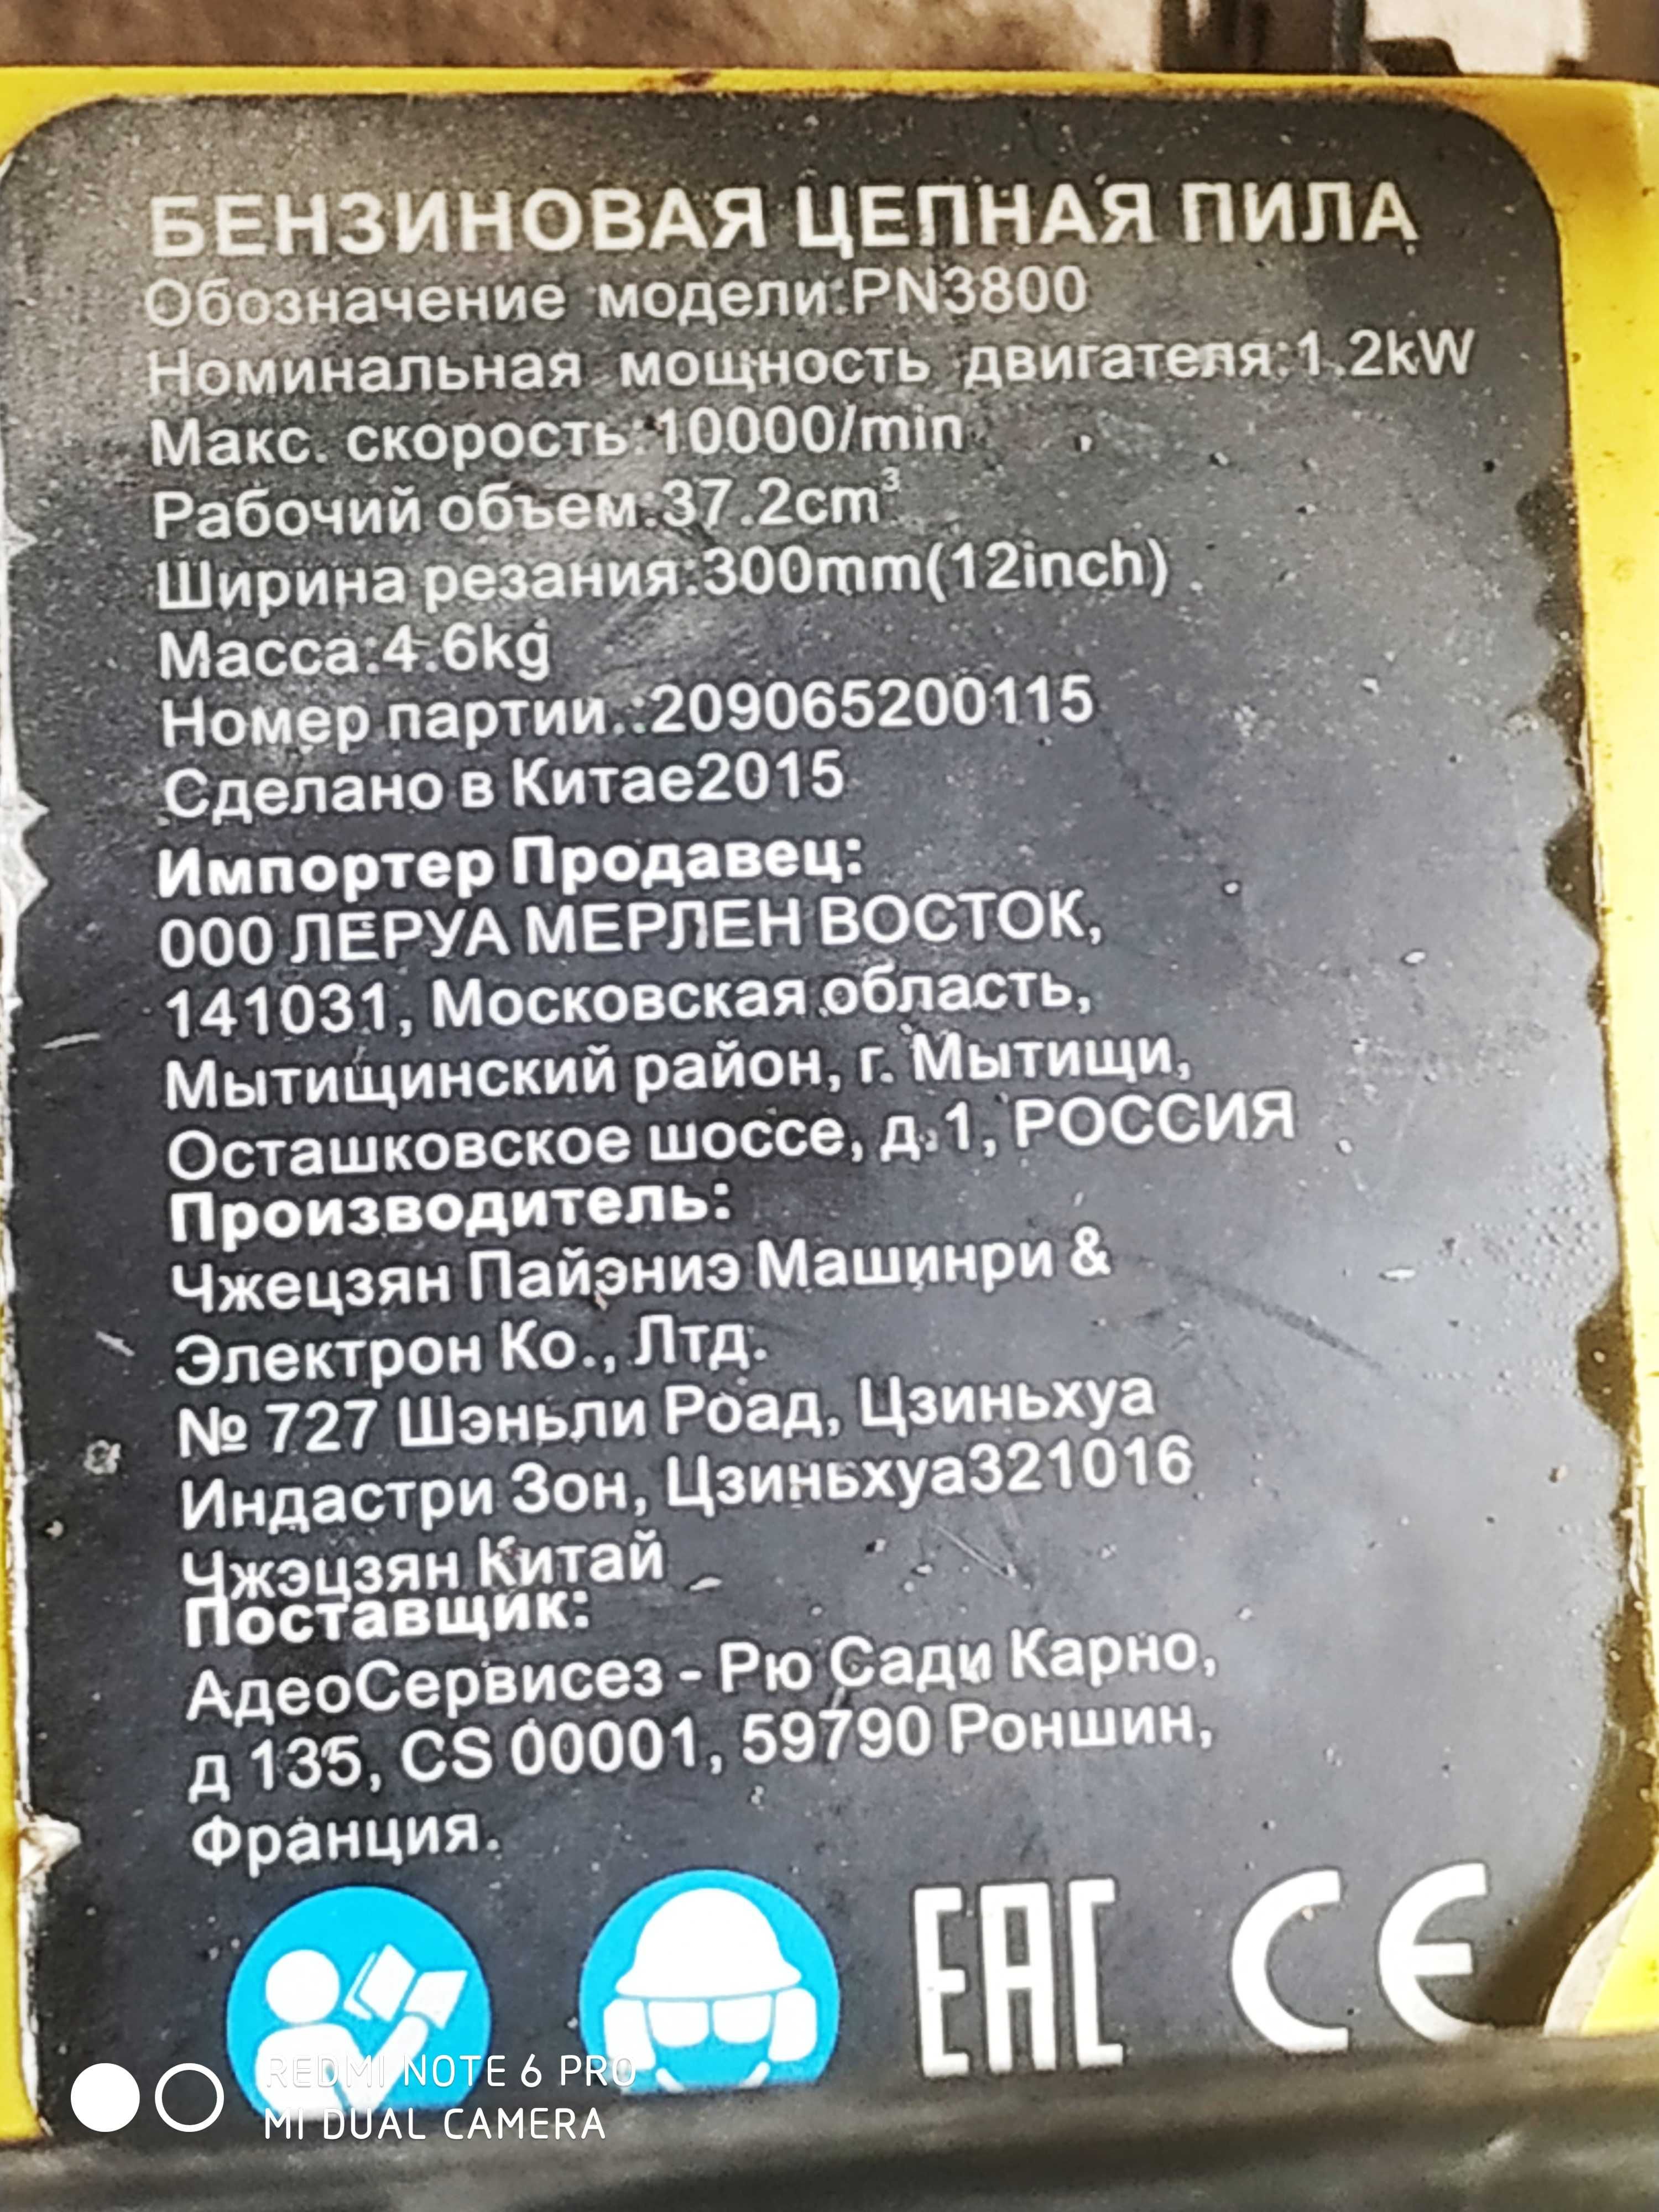 БЕНЗИНОВАЯ ЦЕПНАЯ ПИЛА
Обозначение модели:PN3800
Номинальная мощность двигателя:1.2kW
Макс. скорость:10000/min
Рабочий объем:37.2cm³
Ширина резания:300mm(12inch)
Масса:4.6kg
Номер партии.:209065200115
Сделано в Китае2015
Импортер Продавец:
ООО ЛЕРУА МЕРЛЕН ВОСТОК,
141031, Московская область,
Мытищинский район, г. Мытищи,
Осташковское шоссе, д.1, РОССИЯ
Производитель:
Чжецзян Пайэниэ Машинри &
Электрон Ко., Лтд.
№ 727 Шэньли Роад, Цзиньхуа
Индастри Зон, Цзиньхуа321016
Чжэцзян Китай
Поставщик:
АдеоСервисез - Рю Сади Карно,
д 135, CS 00001, 59790 Роншин,
Франция.
EAC CE
REDMI NOTE 6 PRO
MI DUAL CAMERA